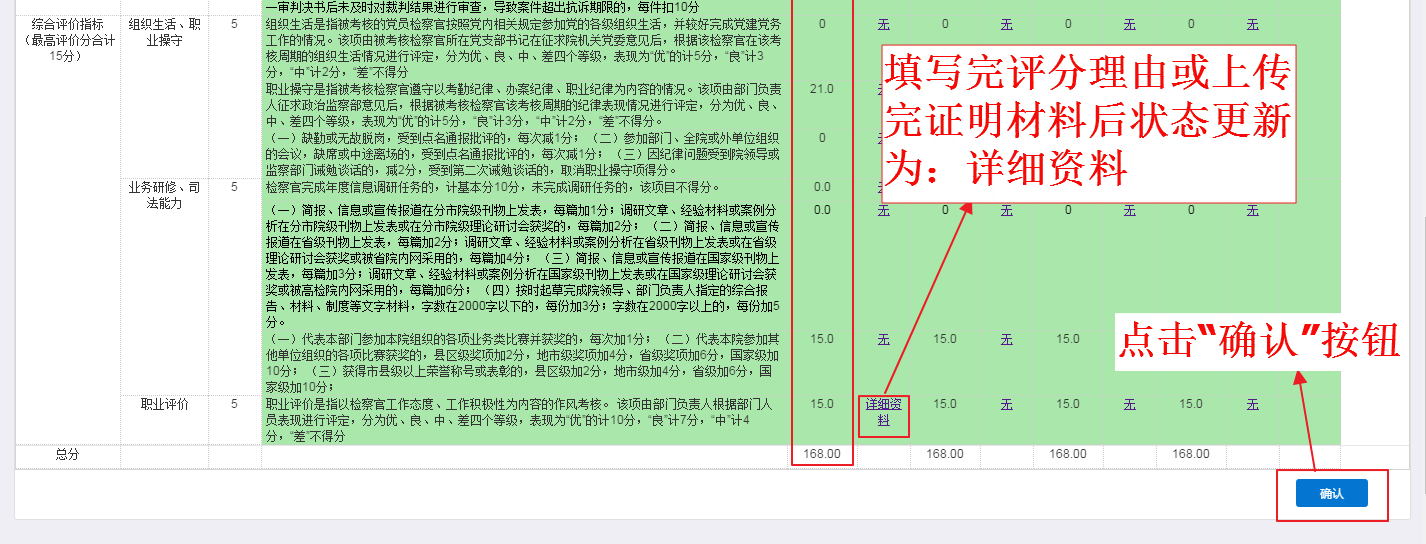 一审判决书后未及时对裁判结果进行审查，导致案件超出抗诉期限的，每件扣10分
综合评价指标
（最高评价分合计
15分）
组织生活、职
业操守
5
组织生活是指被考核的党员检察官按照党内相关规定参加党的各级组织生活，并较好完成党建党务
工作的情况。该项由被考核检察官所在党支部书记在征求院机关党委意见后，根据该检察官在该考
核周期的组织生活情况进行评定，分为优、良、中、差四个等级，表现为“优”的计5分，“良”计3
分，“中”计2分，“差”不得分
0 无 0 无 0 无 0 无
职业操守是指被考核检察官遵守以考勤纪律、办案纪律、职业纪律为内容的情况。该项由部门负责
人征求政治监察部意见后，根据被考核检察官该考核周期的纪律表现情况进行评定，分为优、良、
中、差四个等级，表现为“优”的计5分，“良”计3分，“中”计2分，“差”不得分。
21.0
（一）缺勤或无故脱岗，受到点名通报批评的，每次减1分；（二）参加部门、全院或外单位组织
的会议，缺席或中途离场的，受到点名通报批评的，每次减1分；（三）因纪律问题受到院领导或
监察部门诫勉谈话的，减2分，受到第二次诫勉谈话的，取消职业操守项得分。
0
填写完评分理由或上传
完证明材料后状态更新
为：详细资料
业务研修、司
法能力
5
检察官完成年度信息调研任务的，计基本分10分，未完成调研任务的，该项目不得分。
0.0
（一）简报、信息或宣传报道在分市院级刊物上发表，每篇加1分；调研文章、经验材料或案例分
析在分市院级刊物上发表或在分市院级理论研讨会获奖的，每篇加2分；（二）简报、信息或宣传
报道在省级刊物上发表，每篇加2分；调研文章、经验材料或案例分析在省级刊物上发表或在省级
理论研讨会获奖或被省院内网采用的，每篇加4分；（三）简报、信息或宣传报道在国家级刊物上
发表，每篇加3分；调研文章、经验材料或案例分析在国家级刊物上发表或在国家级理论研讨会获
奖或被高检院内网采用的，每篇加6分；（四）按时起草完成院领导、部门负责人指定的综合报
告、材料、制度等文字材料，字数在2000字以下的，每份加3分；字数在2000字以上的，每份加5
分。
0.0 无 0 无 0 无 0 无
（一）代表本部门参加本院组织的各项业务类比赛并获奖的，每次加1分；（二）代表本院参加其
他单位组织的各项比赛获奖的，县区级奖项加2分，地市级奖项加4分，省级奖项加6分，国家级加
10分；（三）获得市县级以上荣誉称号或表彰的，县区级加2分，地市级加4分，省级加6分，国
家级加10分；
15.0 无 15.0 无 15.0
点击“确认”按钮
职业评价
5
职业评价是指以检察官工作态度、工作积极性为内容的作风考核。 该项由部门负责人根据部门人
员表现进行评定，分为优、良、中、差四个等级，表现为“优”的计10分，“良”计7分，“中”计4
分，“差”不得分
15.0 详细资
料
15.0 无 15.0 无 15.0 无
总分 168.00 168.00 168.00 168.00
确认